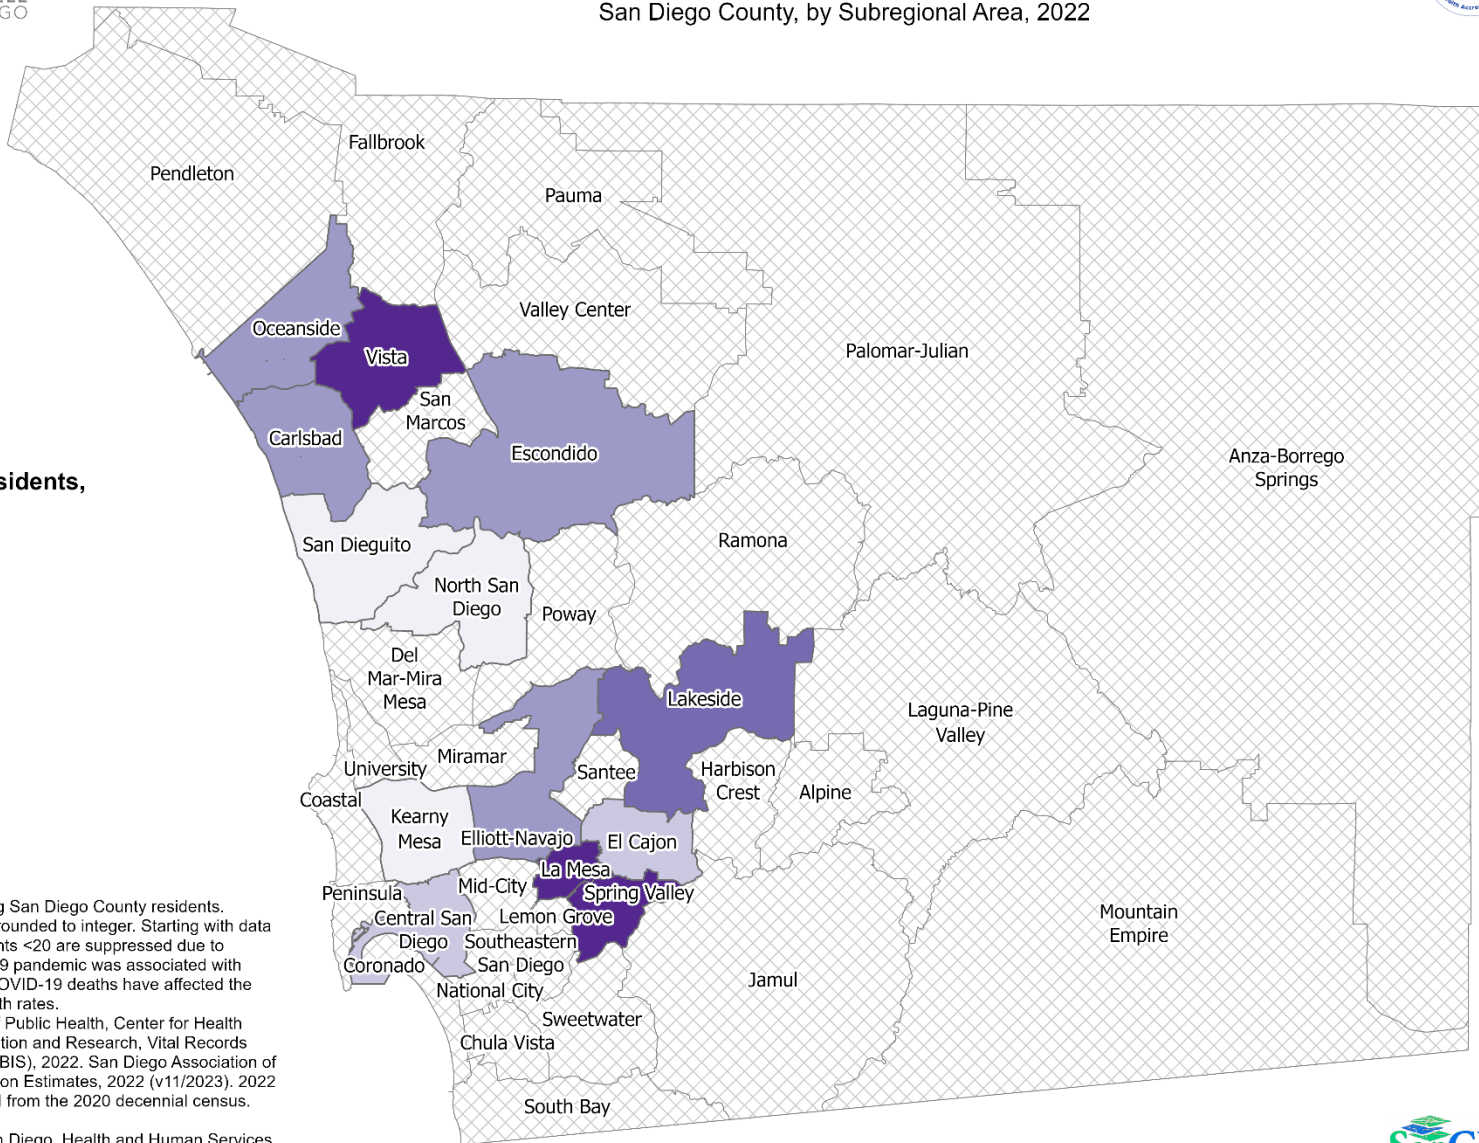 GO
San Diego County, by Subregional Area, 2022
Fallbrook
Pendleton
Pauma
Valley Center
Oceanside
Vista
Palomar-Julian
San
Marcos
Carlsbad
Escondido
Anza-Borrego
Springs
sidents,
San Dieguito
Ramona
North San
Diego
Poway
Del
Mar-Mira
Mesa
Lakeside
Laguna-Pine
Valley
Miramar
University
Santee
Harbison
Crest
Alpine
Coastal
Kearny
Mesa
Elliott-Navajo
El Cajon
La Mesa
Mid-City
Spring Valley
Peninsula
Lemon Grove
Central San
Diego
Southeastern
San Diego
Coronado
National City
Mountain
Empire
Jamul
Sweetwater
Chula Vista
South Bay
g San Diego County residents.
rounded to integer. Starting with data
nts <20 are suppressed due to
9 pandemic was associated with
OVID-19 deaths have affected the
th rates.
f Public Health, Center for Health
tion and Research, Vital Records
BIS), 2022. San Diego Association of
on Estimates, 2022 (v11/2023). 2022
l from the 2020 decennial census.
n Diego, Health and Human Services